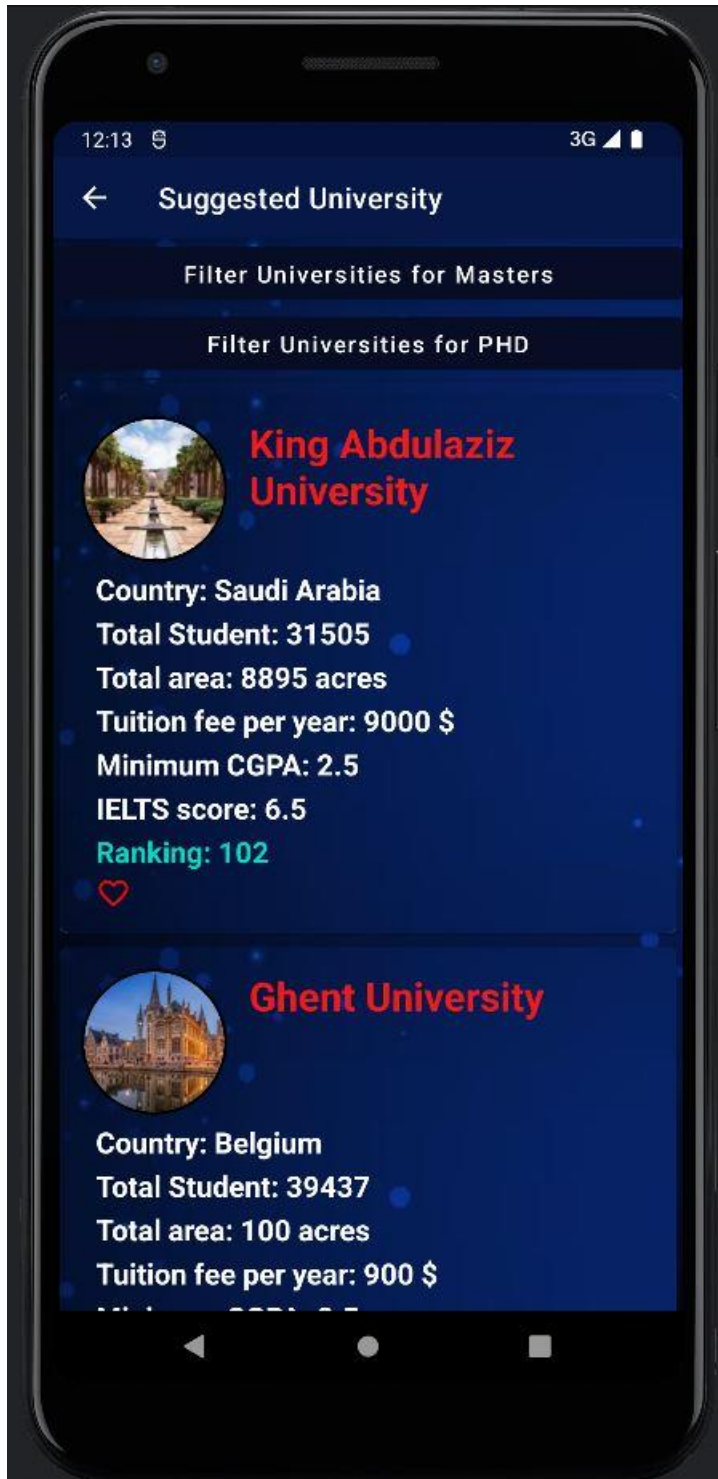 12:13
3G
Suggested University
Filter Universities for Masters
Filter Universities for PHD
King Abdulaziz
University
Country: Saudi Arabia
Total Student: 31505
Total area: 8895 acres
Tuition fee per year: 9000 $
Minimum CGPA: 2.5
IELTS score: 6.5
Ranking: 102
Ghent University
Country: Belgium
Total Student: 39437
Total area: 100 acres
Tuition fee per year: 900 $